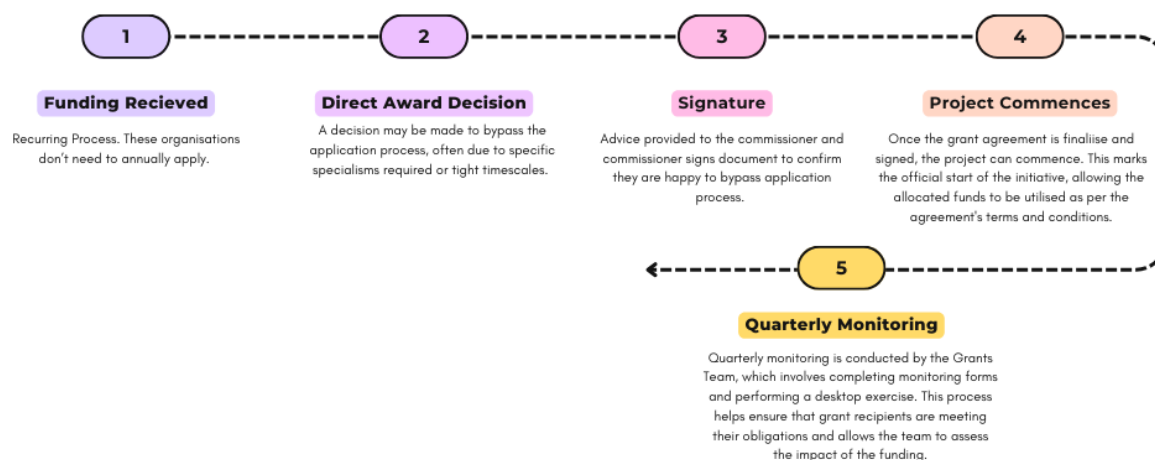 1
2
3
4
Funding Recieved
Recurring Process. These organisations
don't need to annually apply.
Direct Award Decision
A decision may be made to bypass the
application process, often due to specific
specialisms required or tight timescales.
Signature
Advice provided to the commissioner and
commissioner signs document to confirm
they are happy to bypass application
process.
Project Commences
Once the grant agreement is finaliise and
signed, the project can commence. This marks
the official start of the initiative, allowing the
allocated funds to be utilised as per the
agreement's terms and conditions.
5
Quarterly Monitoring
Quarterly monitoring is conducted by the Grants
Team, which involves completing monitoring forms
and performing a desktop exercise. This process
helps ensure that grant recipients are meeting
their obligations and allows the team to assess
the impact of the funding.